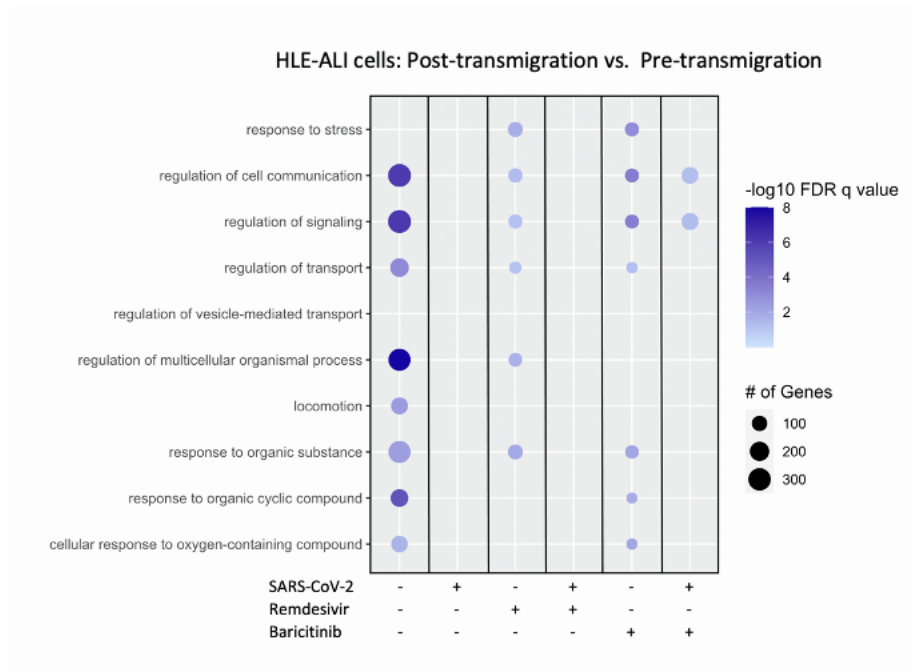 HLE-ALI cells: Post-transmigration vs. Pre-transmigration
response to stress
regulation of cell communication
regulation of signaling
regulation of transport
regulation of vesicle-mediated transport
regulation of multicellular organismal process
locomotion
response to organic substance
response to organic cyclic compound
cellular response to oxygen-containing compound
-log10 FDR q value
8
6
4
2
# of Genes
100
200
300
SARS-CoV-2 - + - + - +
Remdesivir - - + + - -
Baricitinib - - - - + +